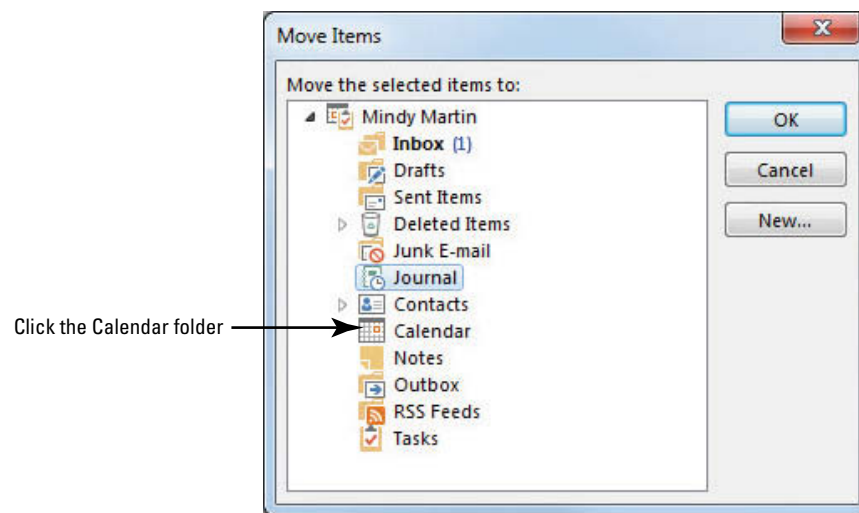 Move Items
Move the selected items to:
Mindy Martin
OK
Inbox (1)
Drafts
Cancel
Sent Items
Deleted Items
New...
Junk E-mail
Journal
Contacts
Click the Calendar folder
Calendar
Notes
Outbox
RSS Feeds
Tasks